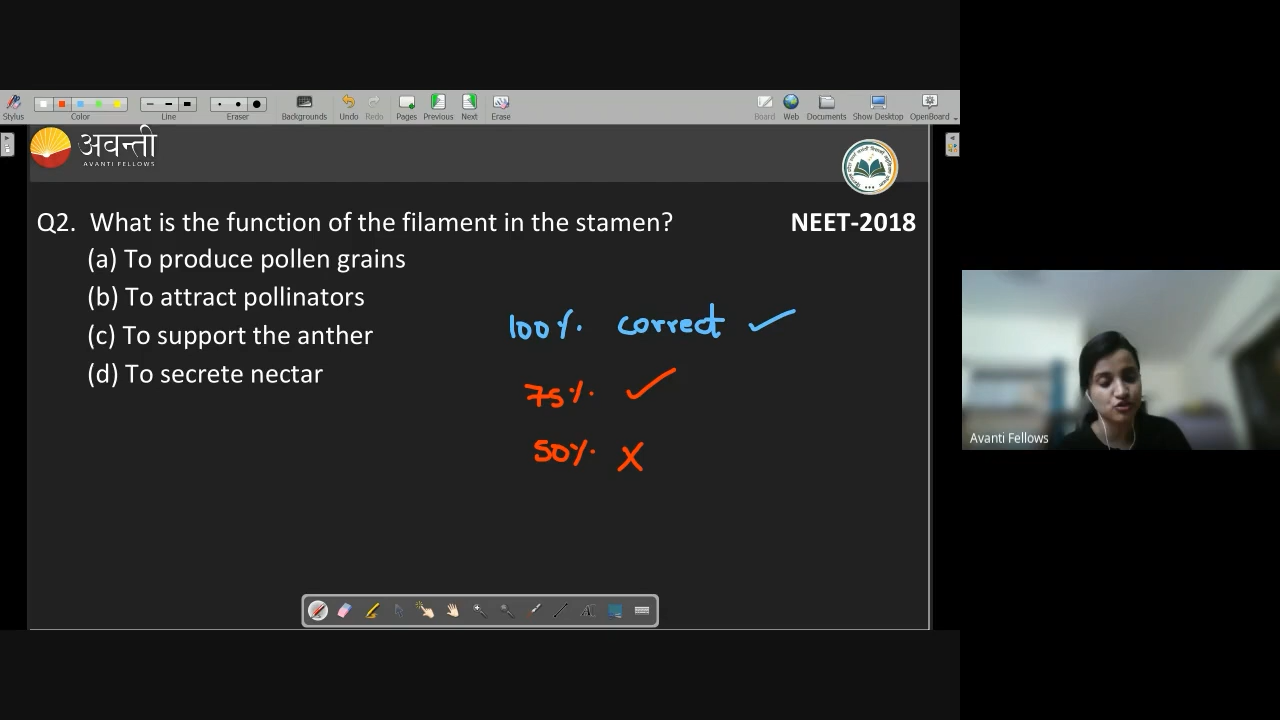 Stylus
Color
Line
Eraser
Backgrounds
Undo
Redo
Pages
Previous
Next
Erase
Board
Web
Documents
Show Desktop
OpenBoard
अवन्ती
AVANTI FELLOWS
Q2. What is the function of the filament in the stamen? NEET-2018
(a) To produce pollen grains
(b) To attract pollinators
(c) To support the anther
(d) To secrete nectar
100%. correct ✓
75%. ✓
50%. X
Avanti Fellows